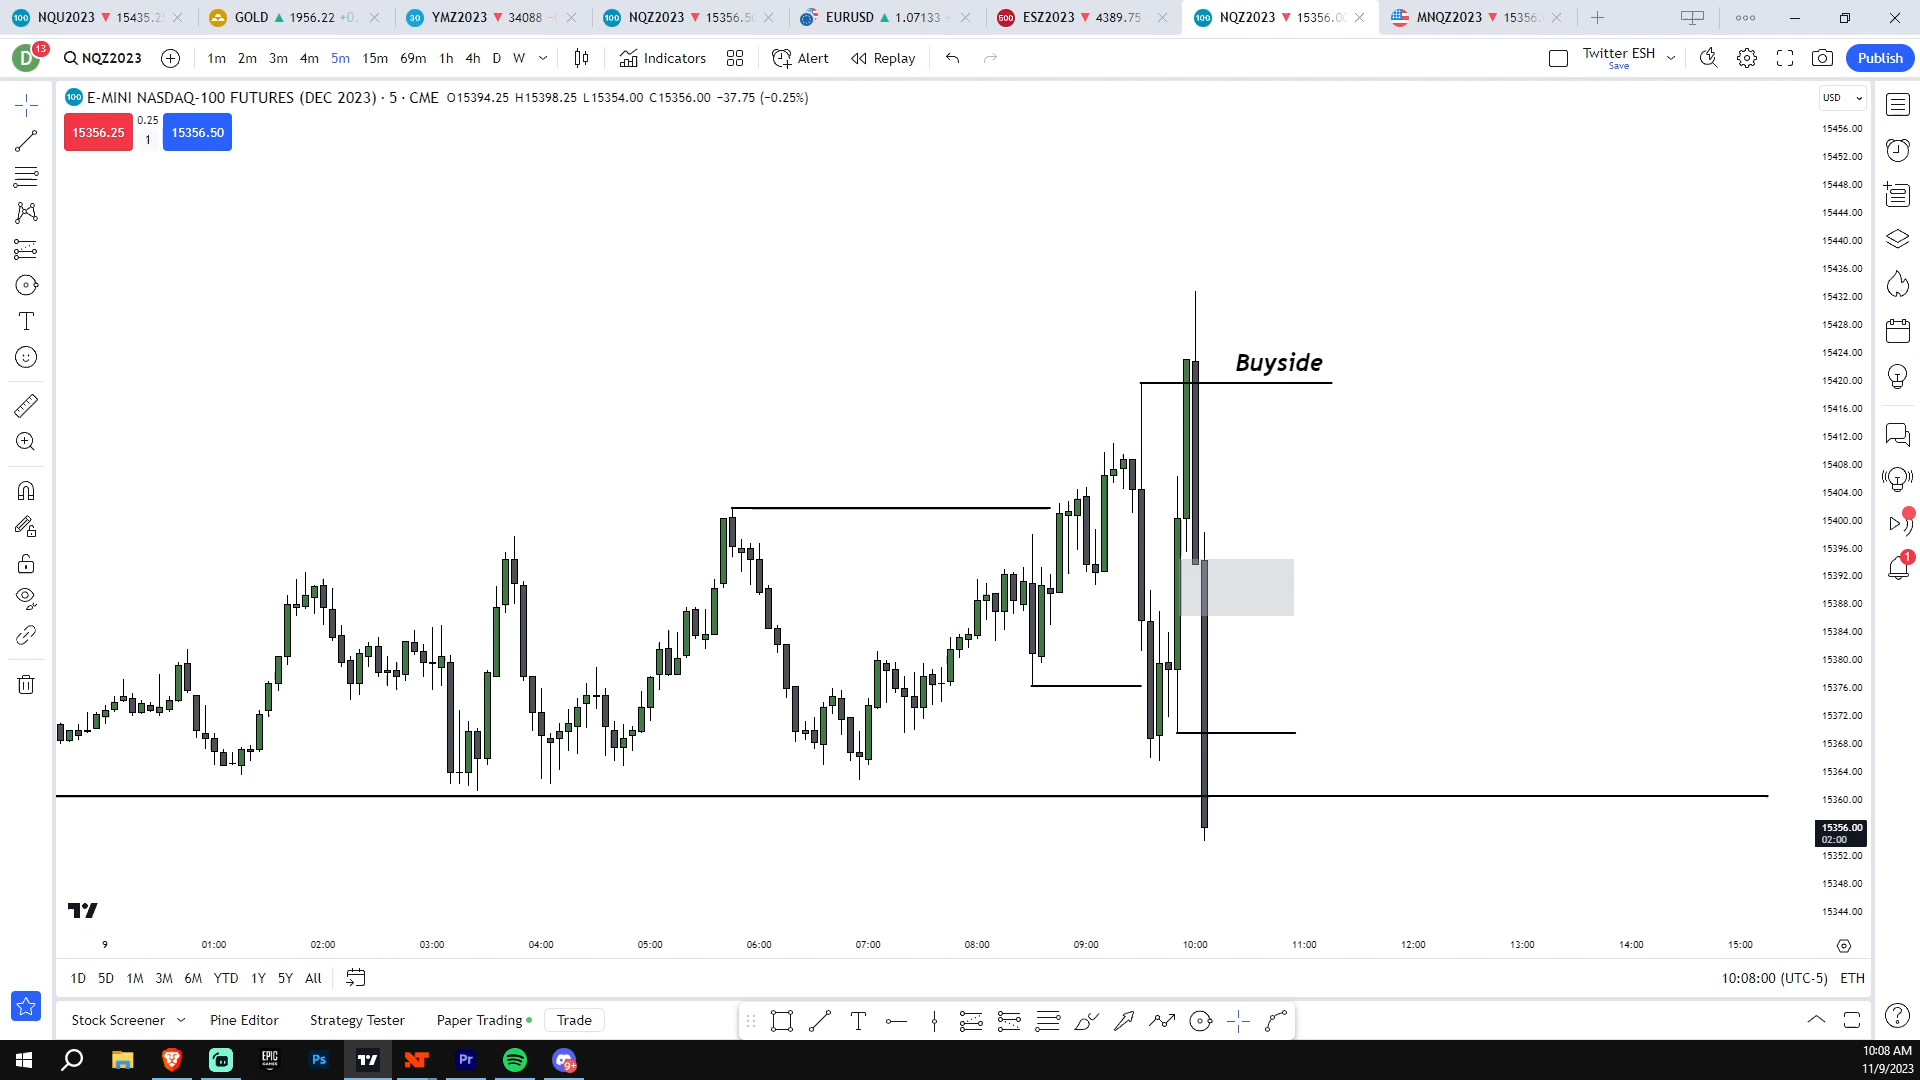 NQU2023 15435.2
GOLD 1956.22 +0.
YMZ2023 34088
NQZ2023 15356.50
EURUSD 1.07133
ESZ2023 4389.75
NQZ2023 15356.00
MNQZ2023 15356.
D 13 NQZ2023 1m 2m 3m 4m 5m 15m 69m 1h 4h D W Indicators Alert Replay Twitter ESH Save Publish
E-MINI NASDAQ-100 FUTURES (DEC 2023) · 5 · CME O15394.25 H15398.25 L15354.00 C15356.00 −37.75 (−0.25%)
USD
15356.25 0.25 1 15356.50
15456.00
15452.00
15448.00
15444.00
15440.00
15436.00
15432.00
15428.00
15424.00
15420.00
15416.00
15412.00
15408.00
15404.00
15400.00
15396.00
15392.00
15388.00
15384.00
15380.00
15376.00
15372.00
15368.00
15364.00
15360.00
15356.00
02:00
15352.00
15348.00
15344.00
Buyside
1
9 01:00 02:00 03:00 04:00 05:00 06:00 07:00 08:00 09:00 10:00 11:00 12:00 13:00 14:00 15:00
1D 5D 1M 3M 6M YTD 1Y 5Y All 10:08:00 (UTC-5) ETH
Stock Screener Pine Editor Strategy Tester Paper Trading Trade
EPIC GAMES Ps Pr 9+
10:08 AM
11/9/2023